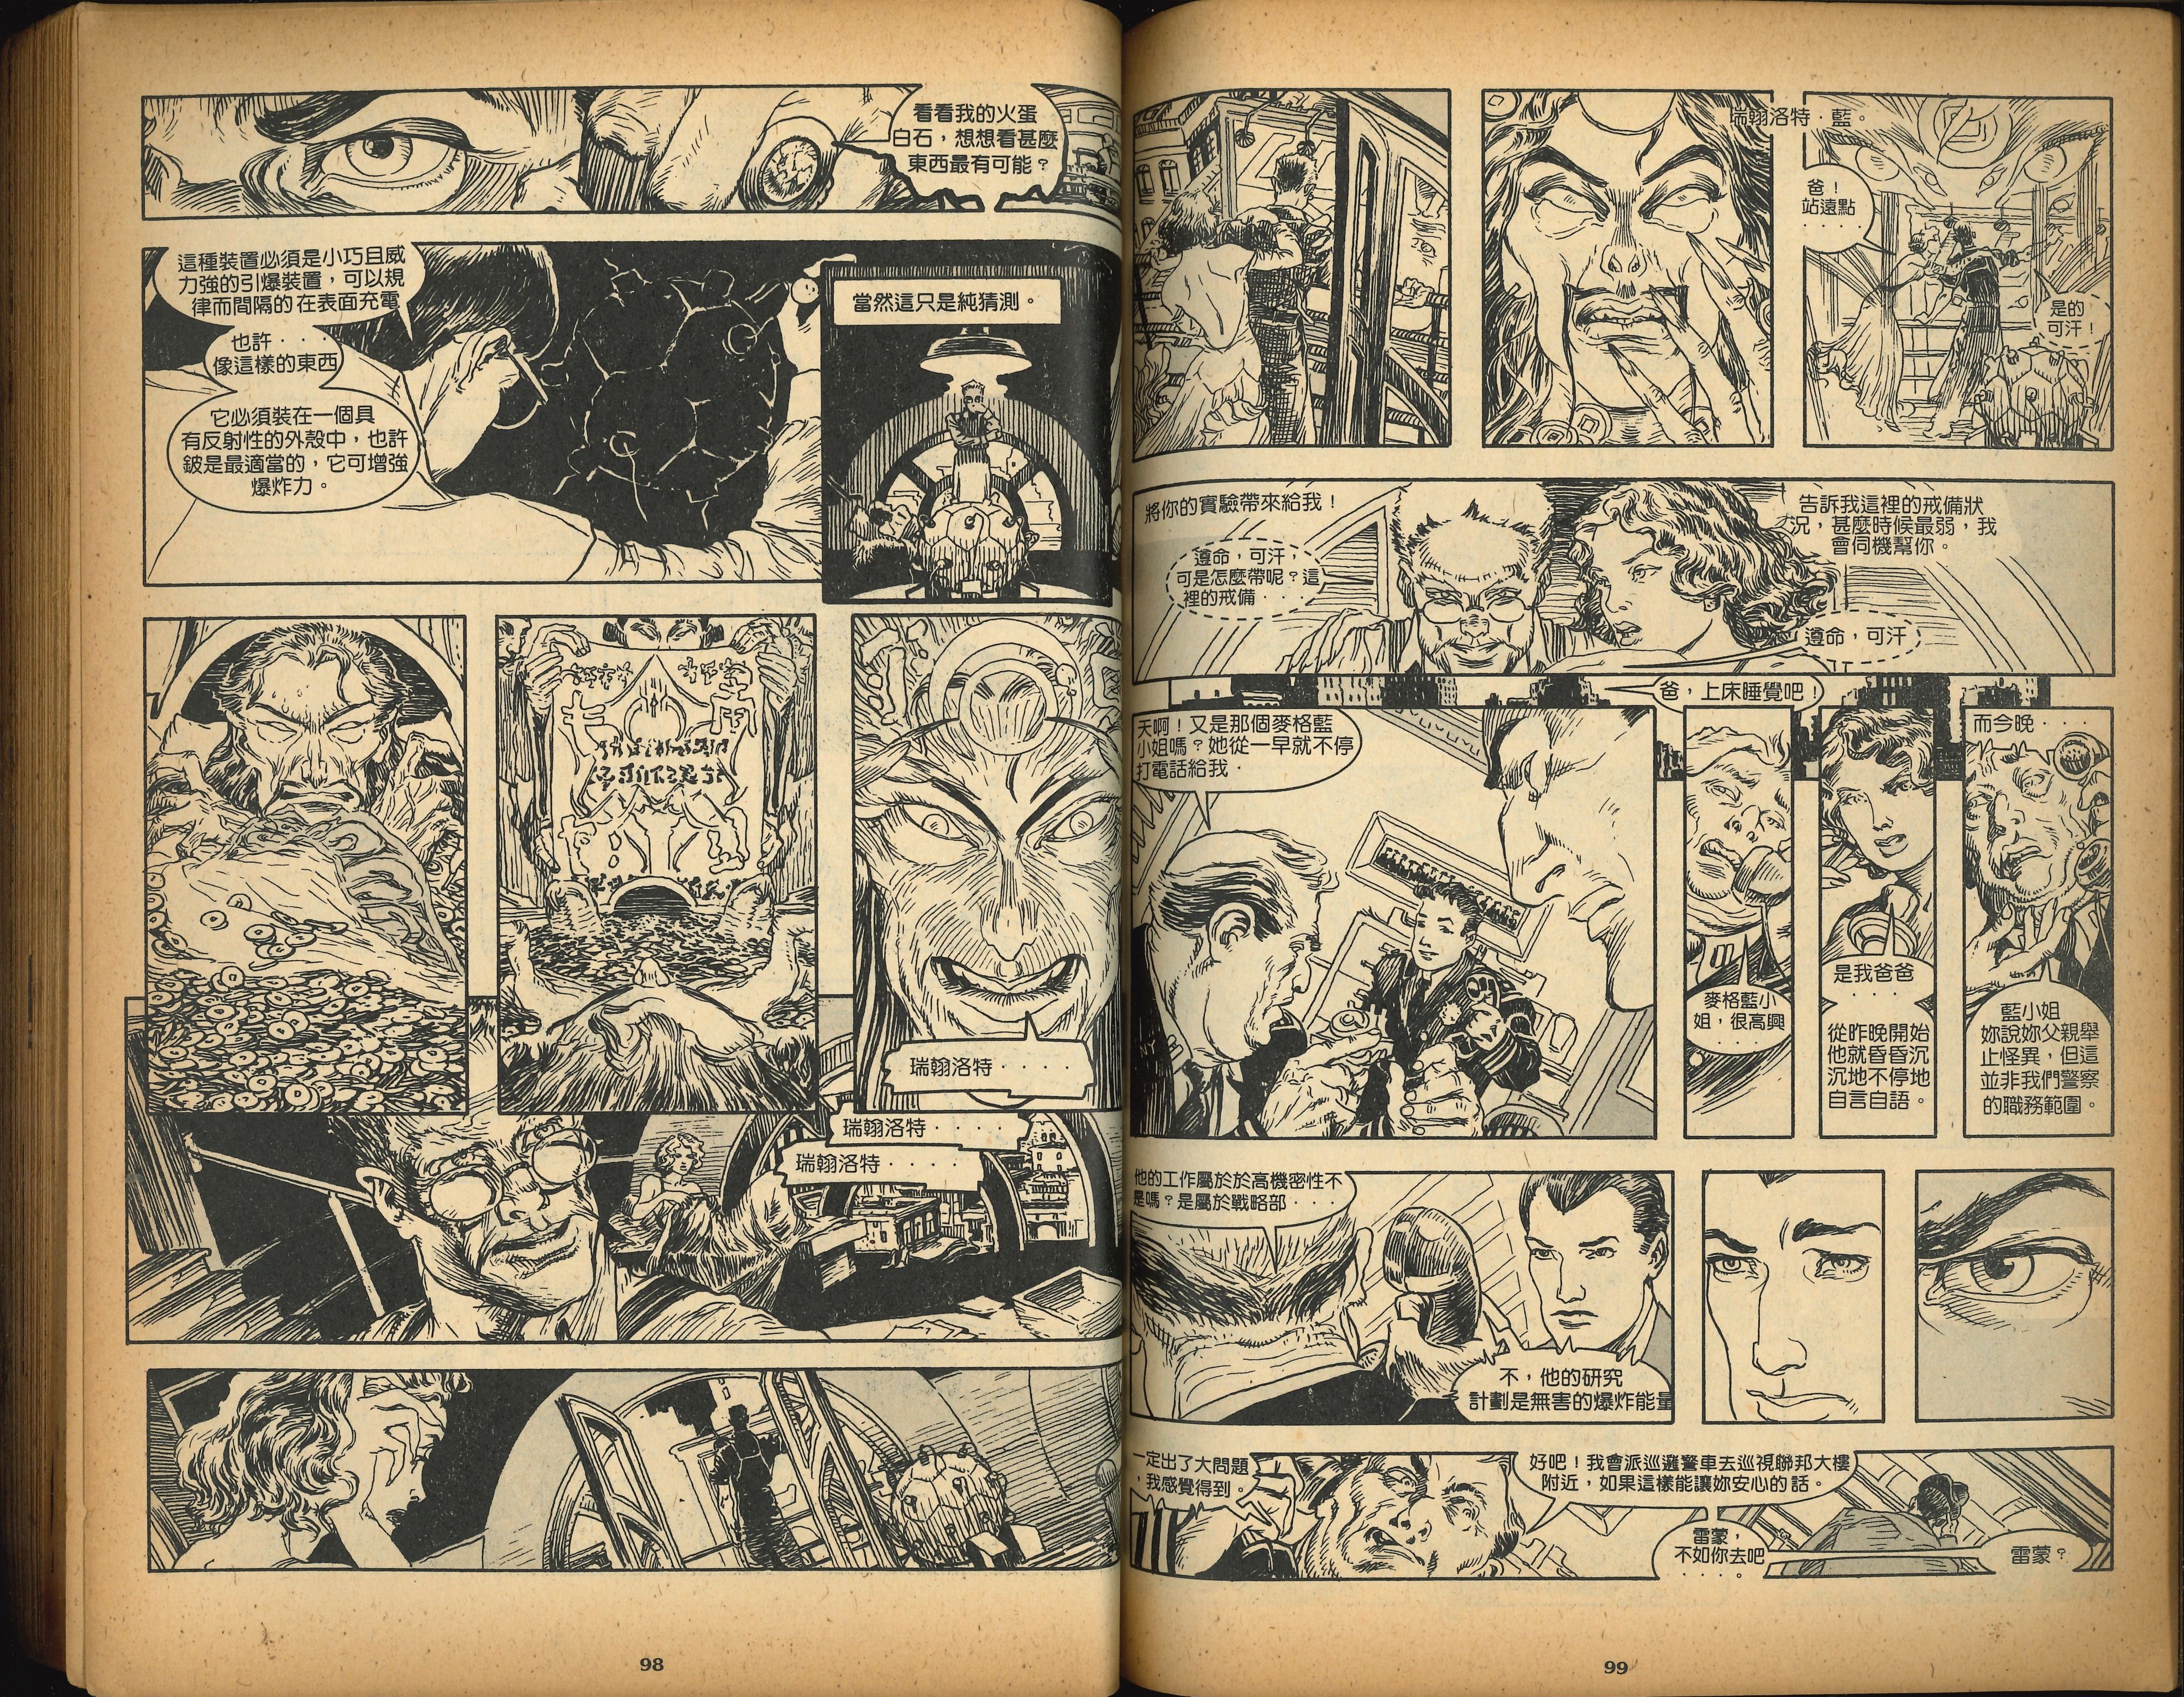 看看我的火蛋
白石，想想看甚麼
東西最有可能？
這種裝置必須是小巧且威
力強的引爆裝置，可以規
律而間隔的在表面充電
也許．．．
像這樣的東西
它必須裝在一個具
有反射性的外殼中，也許
鈹是最適當的，它可增強
爆炸力。
當然這只是純猜測。
瑞翰洛特．．．．．
瑞翰洛特．．．．．
瑞翰洛特．．．．．
98
瑞翰洛特．藍。
爸！
站遠點
．．．．．
是的
可汗！
將你的實驗帶來給我！
遵命，可汗，
可是怎麼帶呢？這
裡的戒備．．．
告訴我這裡的戒備狀
況，甚麼時候最弱，我
會伺機幫你。
遵命，可汗
爸，上床睡覺吧！
天啊！又是那個麥格藍
小姐嗎？她從一早就不停
打電話給我．
麥格藍小
姐，很高興
．．．．
是我爸爸
．．．
從昨晚開始
他就昏昏沉
沉地不停地
自言自語。
而今晚．．．．
藍小姐
妳說妳父親舉
止怪異，但這
並非我們警察
的職務範圍。
他的工作屬於於高機密性不
是嗎？是屬於戰略部．．．
不，他的研究
計劃是無害的爆炸能量
一定出了大問題
，我感覺得到。
好吧！我會派巡邏警車去巡視聯邦大樓
附近，如果這樣能讓妳安心的話。
雷蒙，
不如你去吧
．．．．。
雷蒙？
99